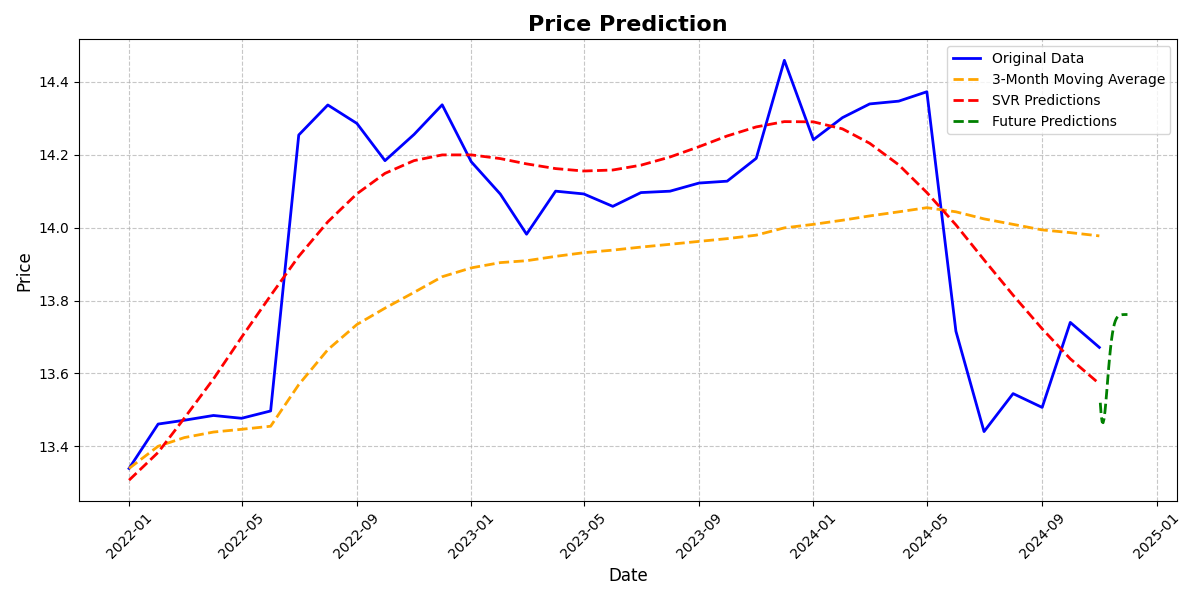 Price Prediction
Original Data
3-Month Moving Average
SVR Predictions
Future Predictions
Price
14.4
14.2
14.0
13.8
13.6
13.4
2022-01
2022-05
2022-09
2023-01
2023-05
2023-09
2024-01
2024-05
2024-09
2025-01
Date